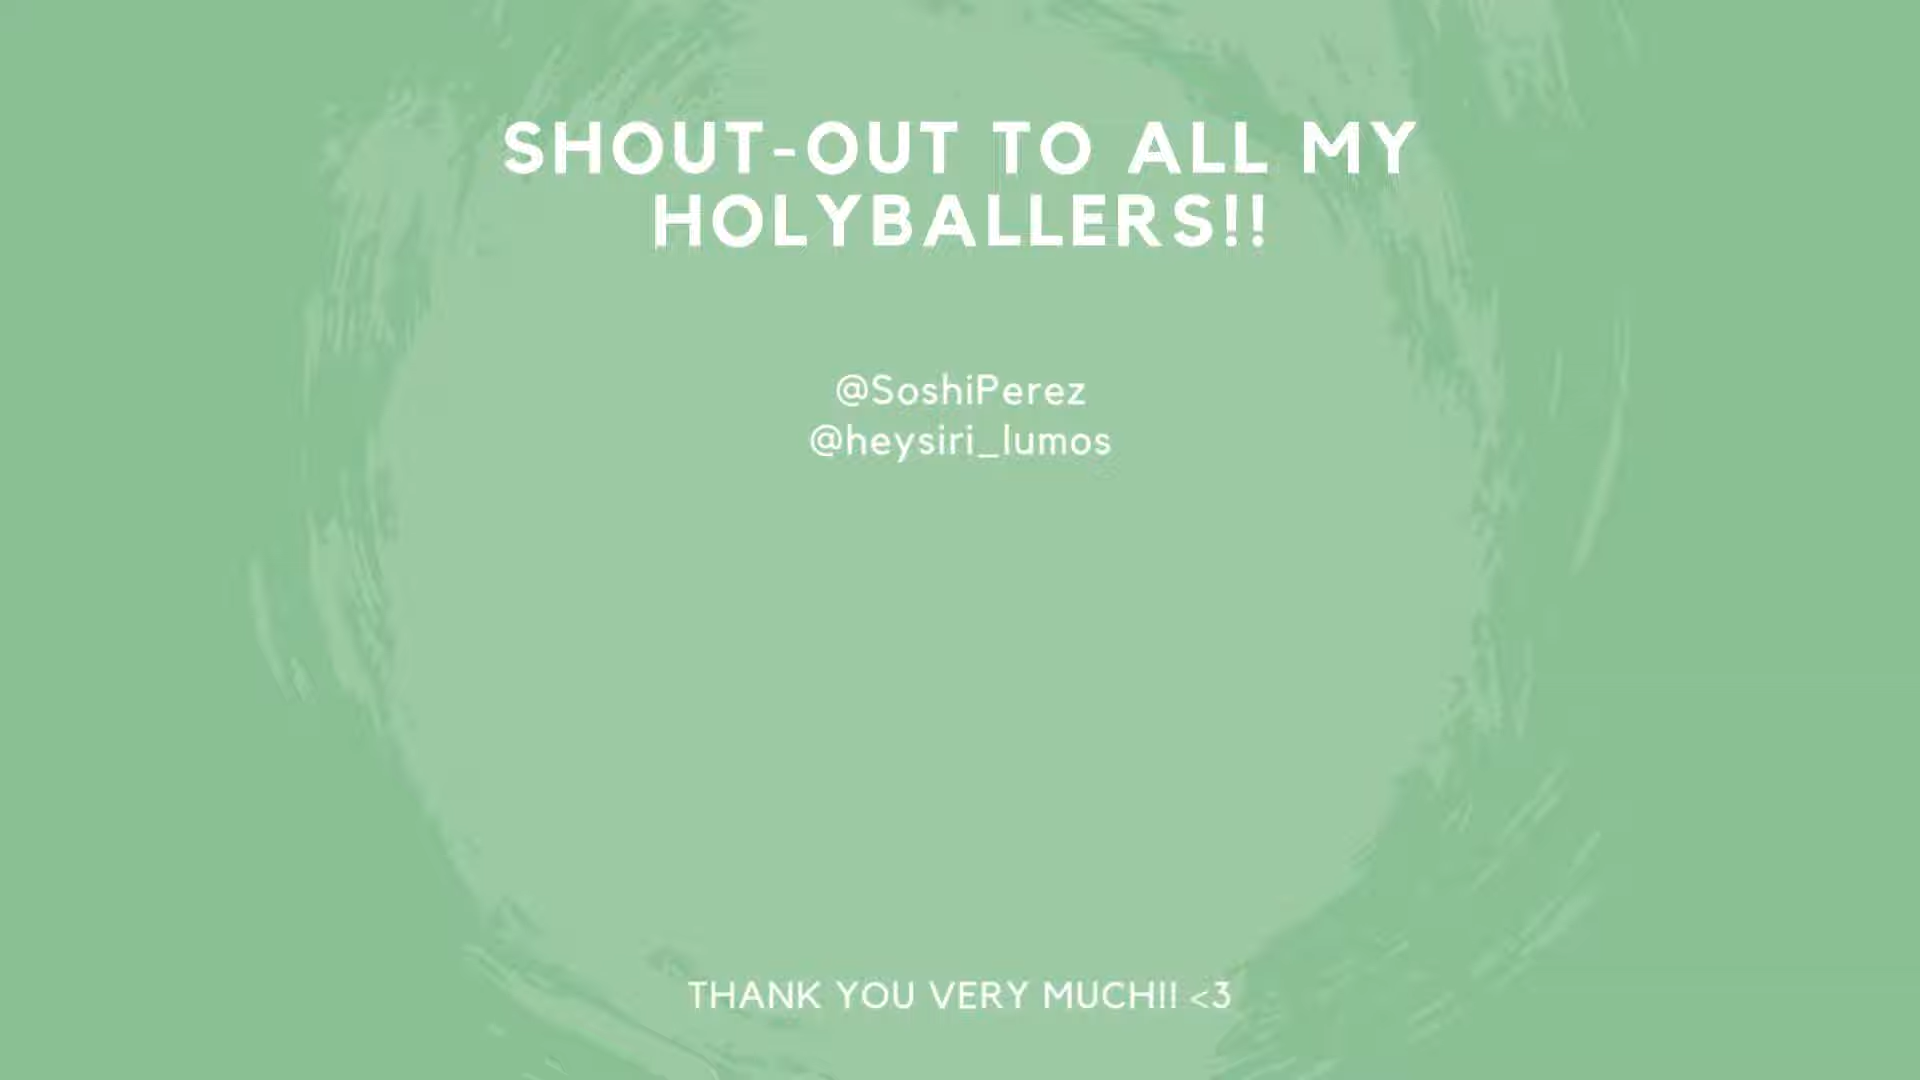 SHOUT-OUT TO ALL MY
HOLYBALLERS!!
@SoshiPerez
@heysiri_lumos
THANK YOU VERY MUCH!! <3